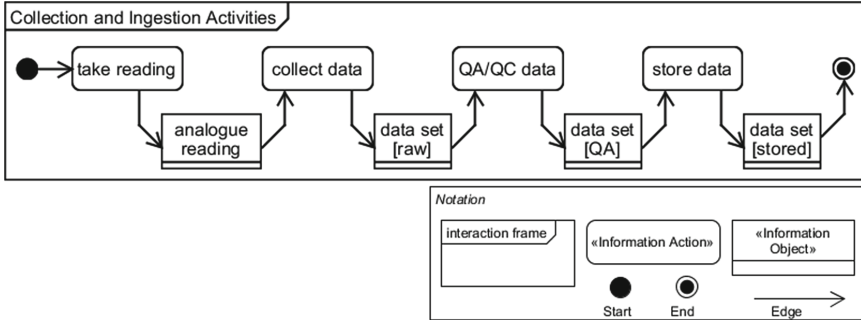 Collection and Ingestion Activities
take reading
collect data
QA/QC data
store data
analogue
reading
data set
[raw]
data set
[QA]
data set
[stored]
Notation
interaction frame
«Information Action»
«Information
Object»
Start
End
Edge